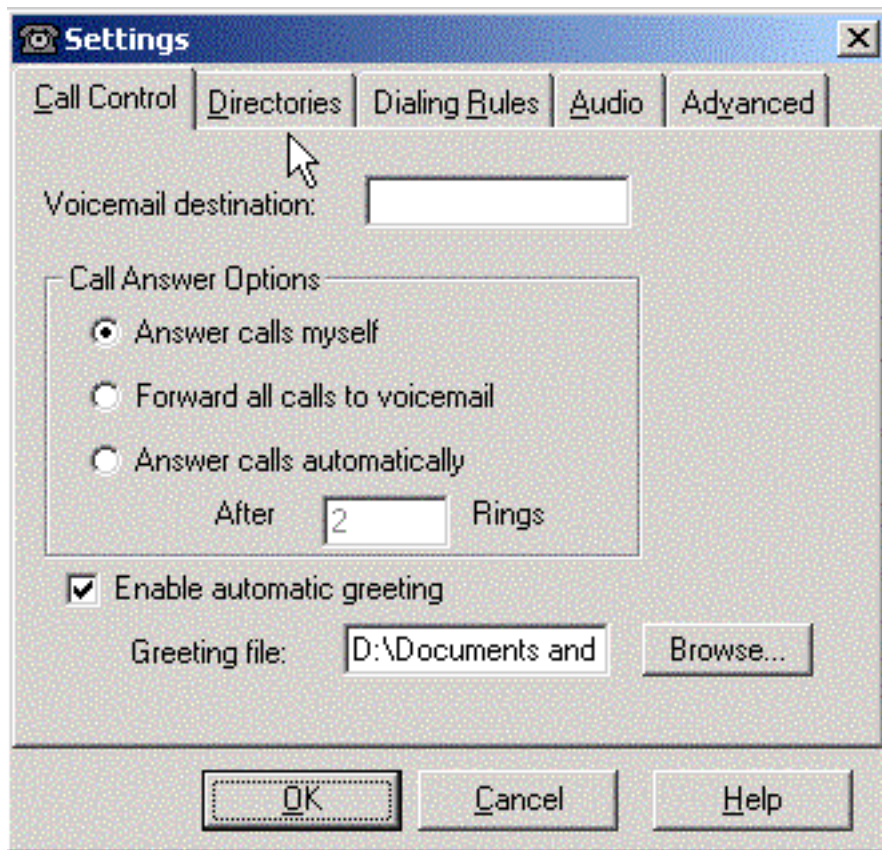 Settings
Call Control Directories Dialing Rules Audio Advanced
Voicemail destination:
Call Answer Options
Answer calls myself
Forward all calls to voicemail
Answer calls automatically
After 2 Rings
Enable automatic greeting
Greeting file: D:\Documents and Browse...
OK Cancel Help